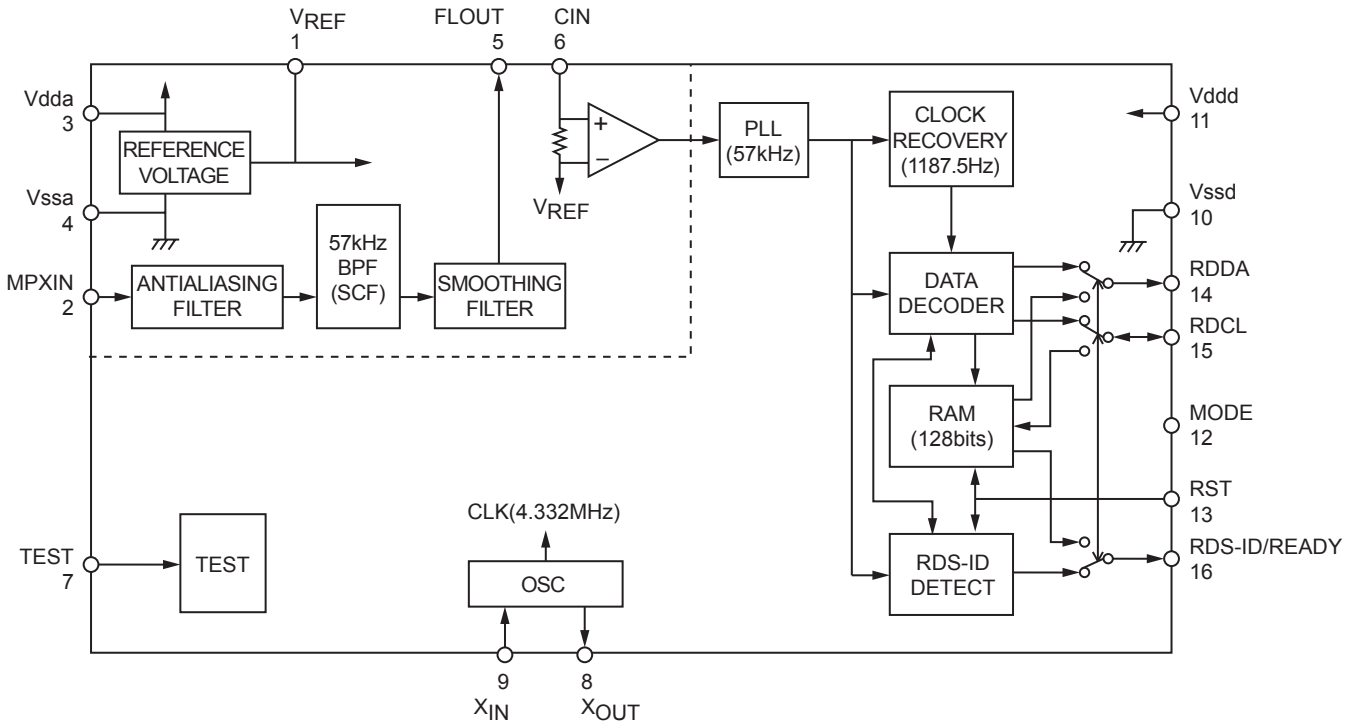 VREF
1
FLOUT
5
CIN
6
Vdda
3
REFERENCE
VOLTAGE
Vssa
4
+
−
VREF
PLL
(57kHz)
CLOCK
RECOVERY
(1187.5Hz)
Vddd
11
Vssd
10
MPXIN
2
ANTIALIASING
FILTER
57kHz
BPF
(SCF)
SMOOTHING
FILTER
DATA
DECODER
RDDA
14
RDCL
15
RAM
(128bits)
MODE
12
RST
13
CLK(4.332MHz)
TEST
7
TEST
OSC
RDS-ID
DETECT
RDS-ID/READY
16
9
XIN
8
XOUT